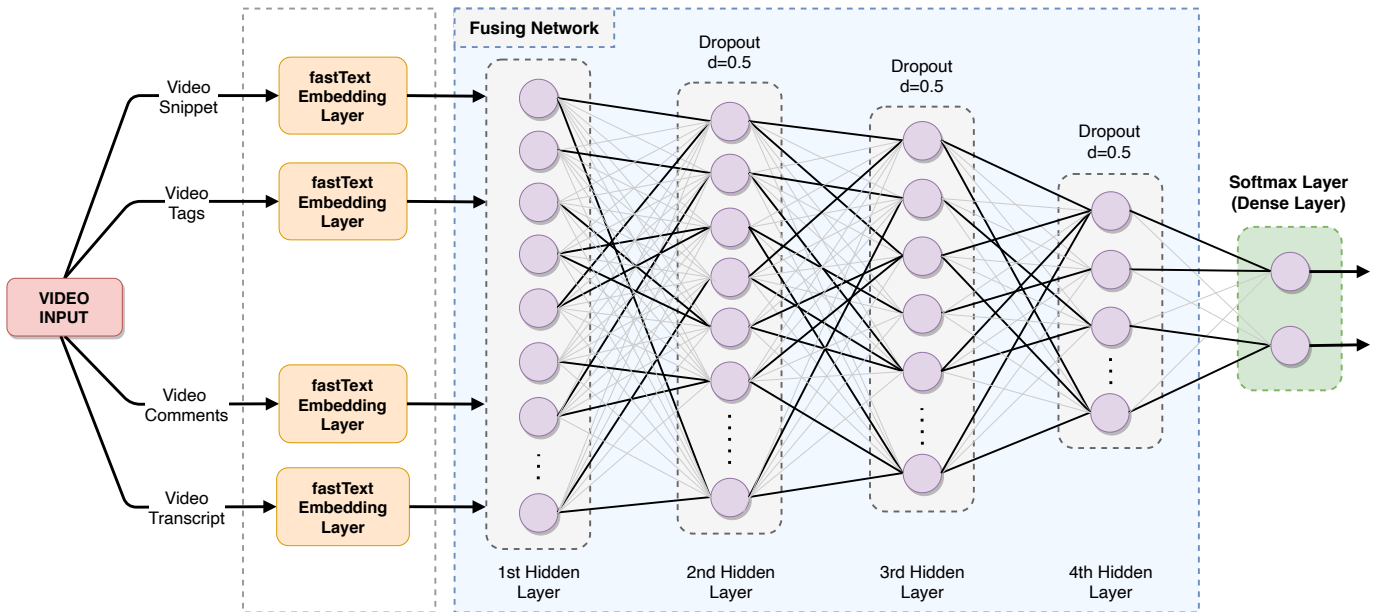 Fusing Network
Dropout
d=0.5
Dropout
d=0.5
Dropout
d=0.5
Softmax Layer
(Dense Layer)
VIDEO
INPUT
Video
Snippet
fastText
Embedding
Layer
Video
Tags
fastText
Embedding
Layer
Video
Comments
fastText
Embedding
Layer
Video
Transcript
fastText
Embedding
Layer
1st Hidden
Layer
2nd Hidden
Layer
3rd Hidden
Layer
4th Hidden
Layer